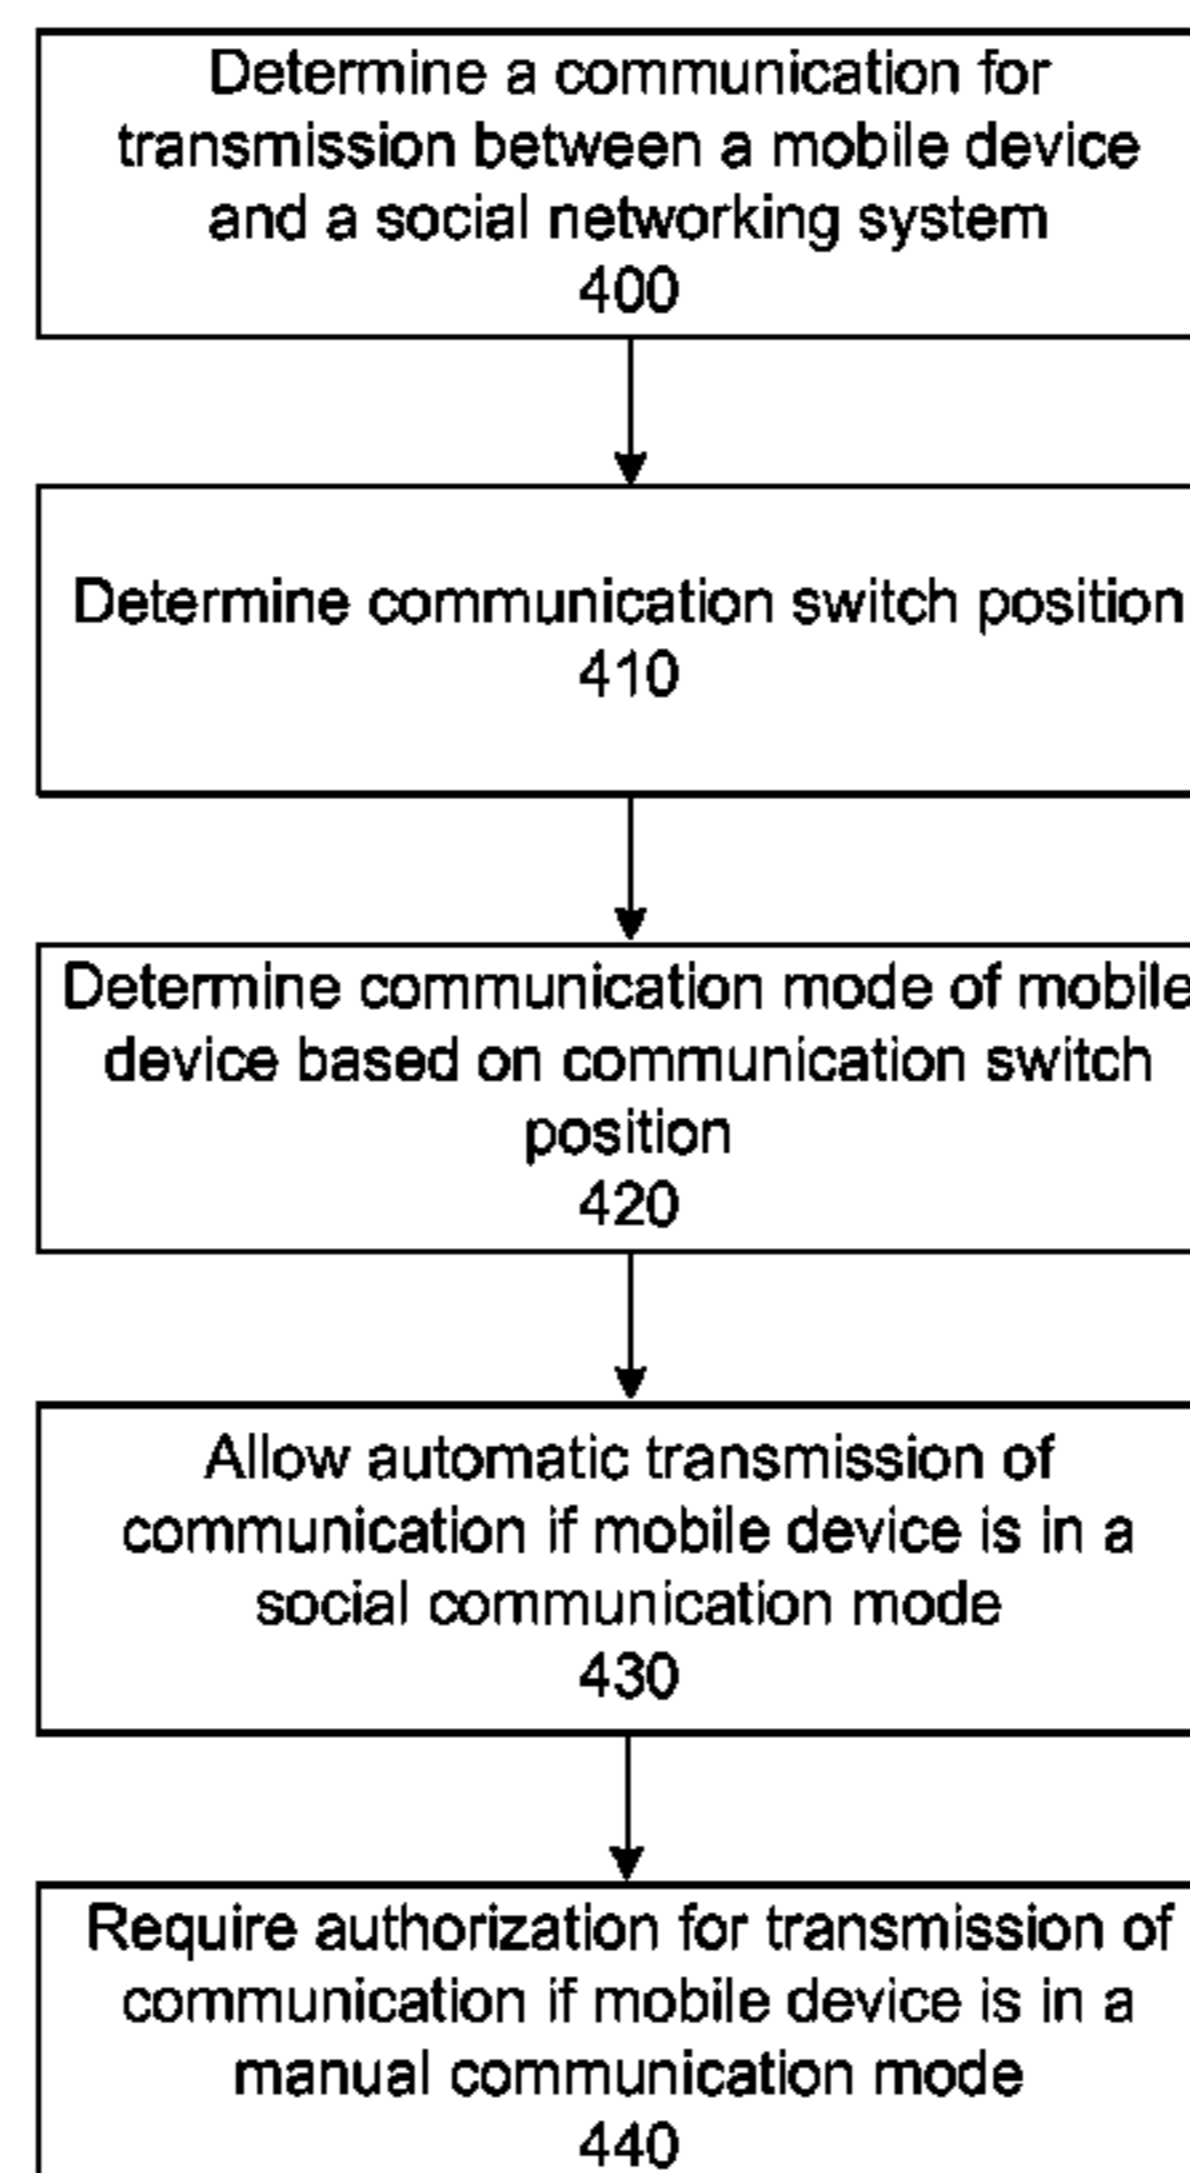 Determine a communication for
transmission between a mobile device
and a social networking system
400
Determine communication switch position
410
Determine communication mode of mobile
device based on communication switch
position
420
Allow automatic transmission of
communication if mobile device is in a
social communication mode
430
Require authorization for transmission of
communication if mobile device is in a
manual communication mode
440